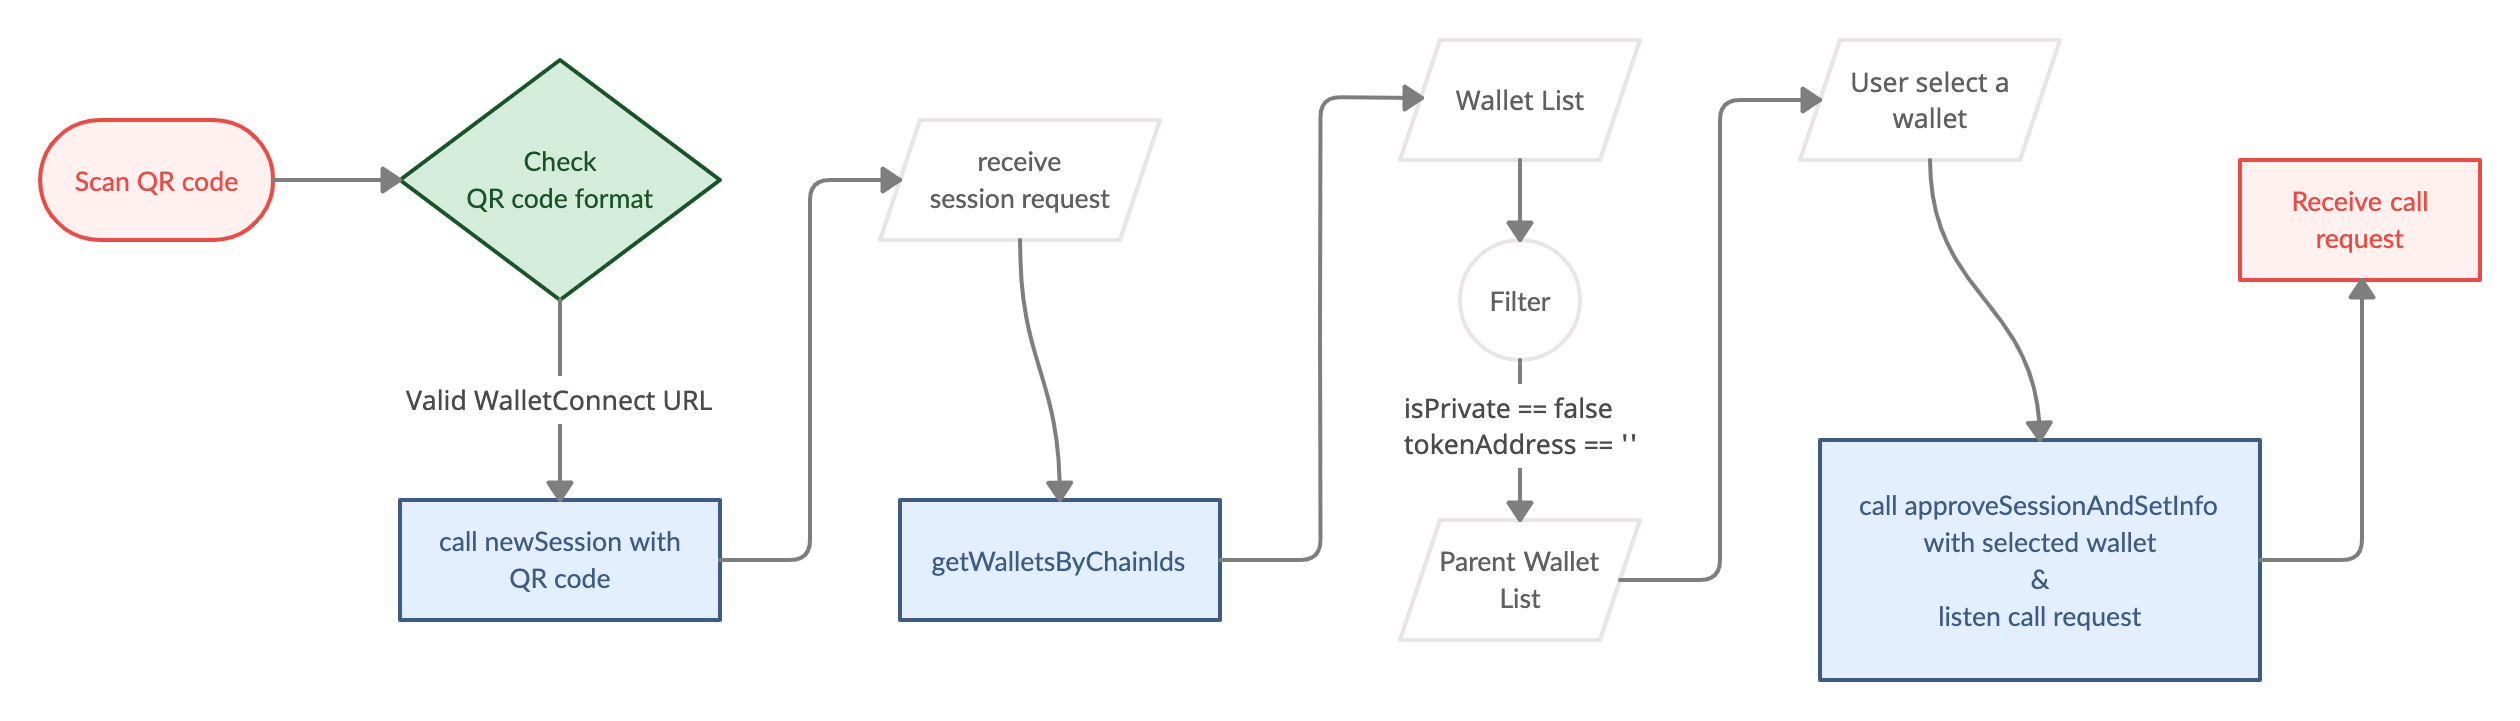 Scan QR code
Check
QR code format
Valid WalletConnect URL
call newSession with
QR code
receive
session request
getWalletsByChainIds
Wallet List
Filter
isPrivate == false
tokenAddress == ''
Parent Wallet
List
User select a
wallet
call approveSessionAndSetInfo
with selected wallet
&
listen call request
Receive call
request